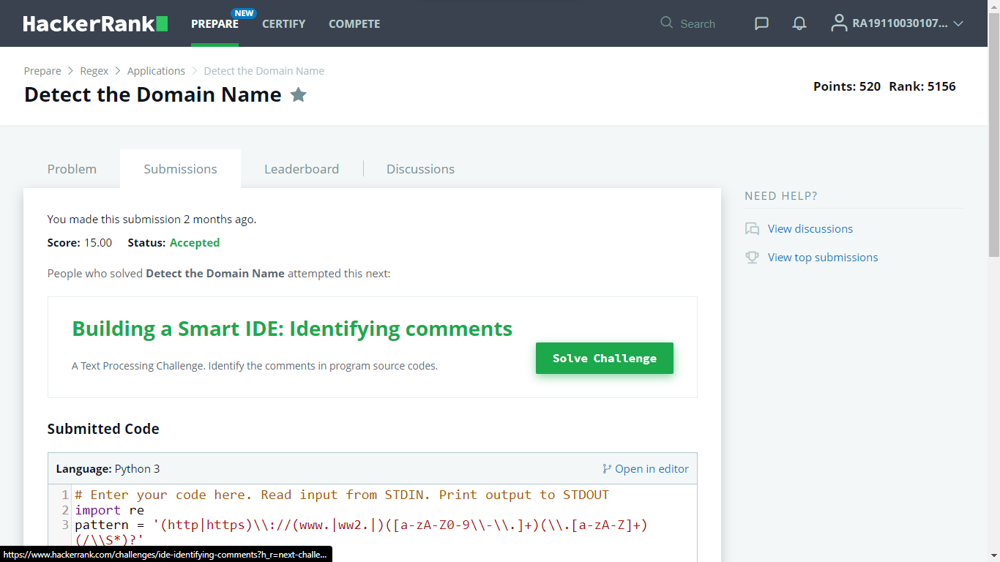 HackerRank PREPARE NEW CERTIFY COMPETE Search RA19110030107...
Prepare > Regex > Applications > Detect the Domain Name
Detect the Domain Name
Points: 520 Rank: 5156
Problem Submissions Leaderboard Discussions
You made this submission 2 months ago.
Score: 15.00 Status: Accepted
People who solved Detect the Domain Name attempted this next:
Building a Smart IDE: Identifying comments
A Text Processing Challenge. Identify the comments in program source codes.
Solve Challenge
Submitted Code
Language: Python 3 Open in editor
1 # Enter your code here. Read input from STDIN. Print output to STDOUT
2 import re
3 pattern = '(http|https)\\://(www.|ww2.|)([a-zA-Z0-9\\-\\.]+)(\\.[a-zA-Z]+)
(/\\S*)?'
NEED HELP?
View discussions
View top submissions
https://www.hackerrank.com/challenges/ide-identifying-comments?h_r=next-challe...